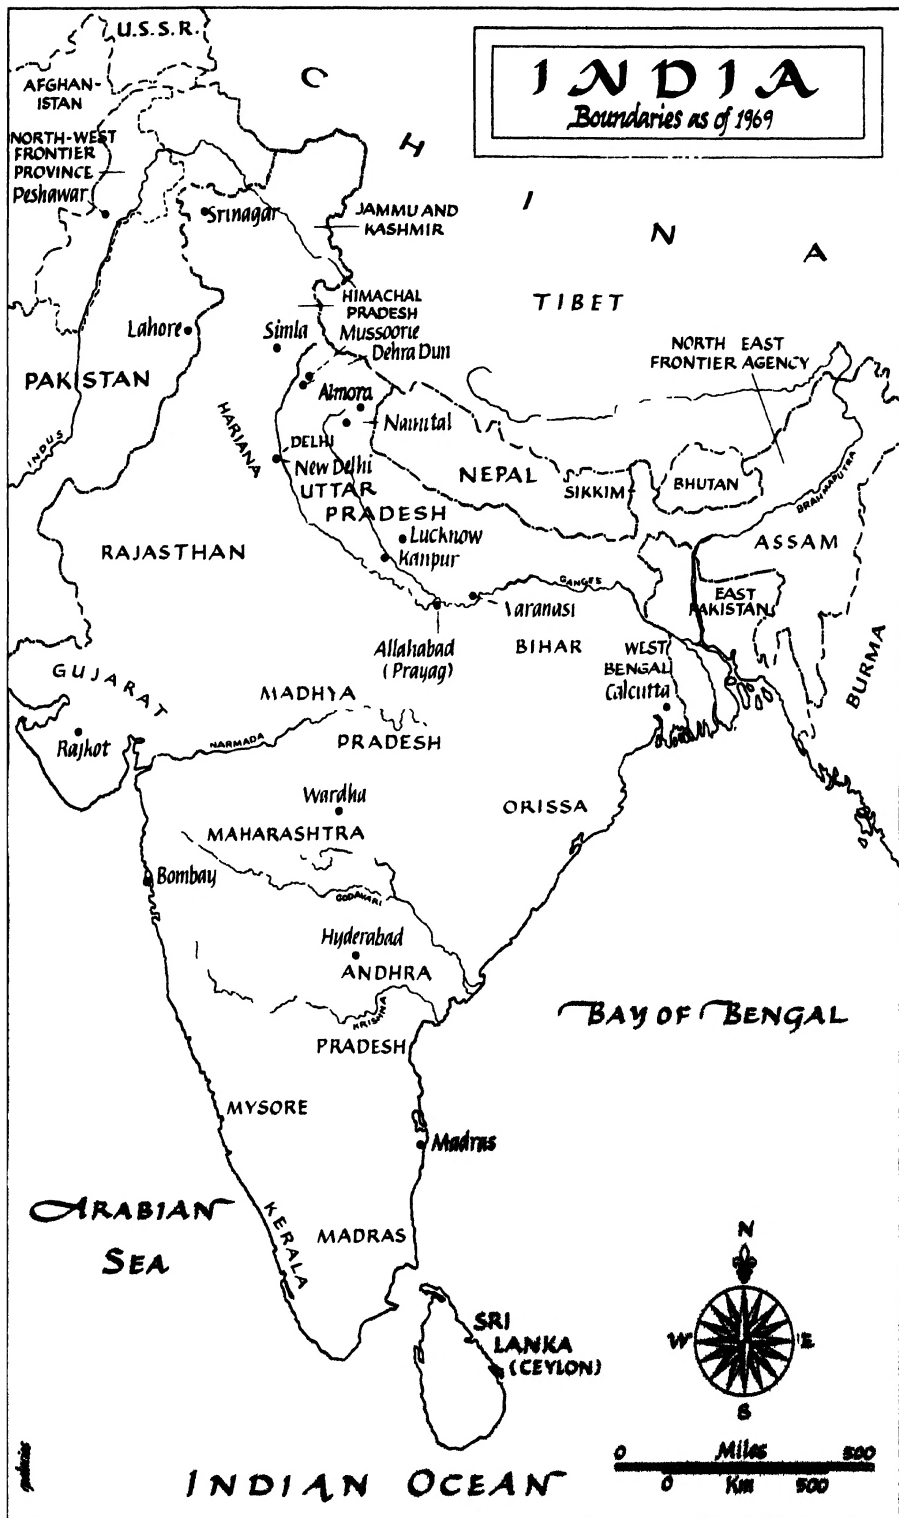 U.S.S.R.
C H I N A
INDIA
Boundaries as of 1969
AFGHAN-
ISTAN
NORTH-WEST
FRONTIER
PROVINCE
Peshawar
Srinagar
JAMMU AND
KASHMIR
TIBET
HIMACHAL
PRADESH
Lahore
Simla
Mussoorie
Dehra Dun
NORTH EAST
FRONTIER AGENCY
PAKISTAN
Almora
Nainital
INDUS
HARIANA
DELHI
New Delhi
UTTAR
PRADESH
NEPAL
SIKKIM
BHUTAN
BRAHMAPUTRA
RAJASTHAN
Lucknow
Kanpur
ASSAM
GANGES
EAST
PAKISTAN
Varanasi
Allahabad
(Prayag)
BIHAR
WEST
BENGAL
Calcutta
BURMA
GUJARAT
MADHYA
PRADESH
Rajkot
NARMADA
Wardha
ORISSA
MAHARASHTRA
Bombay
GODAVARI
Hyderabad
ANDHRA
PRADESH
KRISHNA
BAY OF BENGAL
MYSORE
Madras
ARABIAN
SEA
KERALA
MADRAS
N
W E
S
SRI
LANKA
(CEYLON)
0 Miles 500
0 Km 500
INDIAN OCEAN